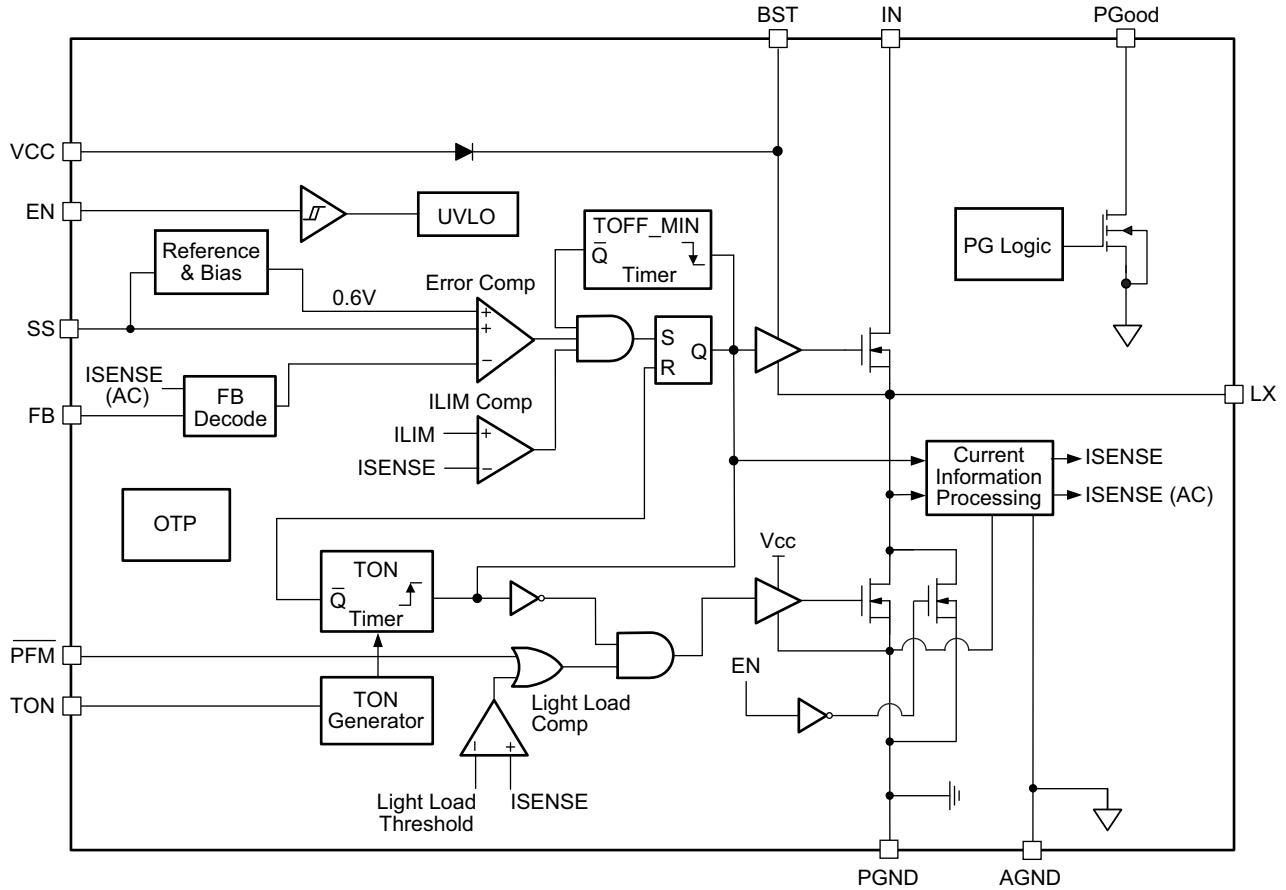 BST
IN
PGood
VCC
EN
UVLO
TOFF_MIN
Q̅
Timer
PG Logic
Reference
& Bias
Error Comp
0.6V
+
+
−
SS
S
Q
R
ISENSE
(AC)
FB
Decode
FB
ILIM Comp
ILIM
+
ISENSE
−
LX
Current
Information
Processing
ISENSE
ISENSE (AC)
OTP
Vcc
TON
Q̅
Timer
P̅F̅M̅
EN
TON
TON
Generator
Light Load
Comp
− +
Light Load
Threshold
ISENSE
PGND
AGND